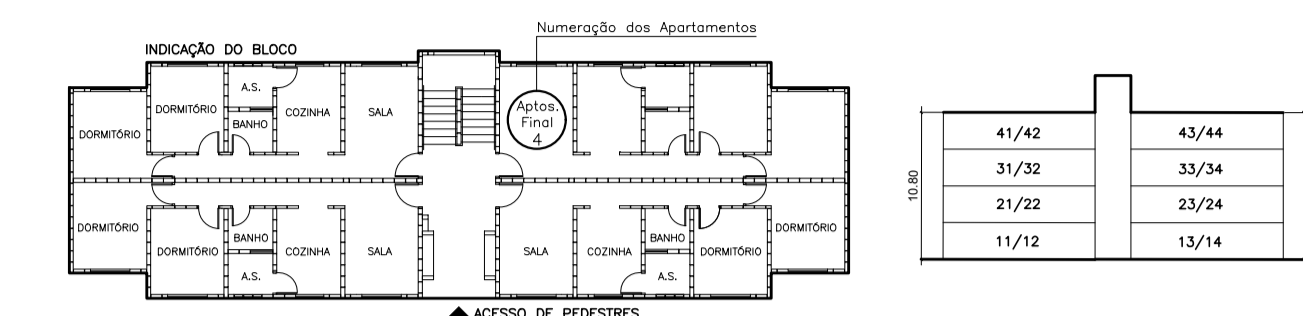 Numeração dos Apartamentos
INDICAÇÃO DO BLOCO
A.S.
DORMITÓRIO
COZINHA
SALA
BANHO
DORMITÓRIO
Aptos.
Final
4
DORMITÓRIO
DORMITÓRIO
BANHO
COZINHA
SALA
A.S.
SALA
COZINHA
BANHO
DORMITÓRIO
A.S.
DORMITÓRIO
ACESSO DE PEDESTRES
10.80
41/42 43/44
31/32 33/34
21/22 23/24
11/12 13/14